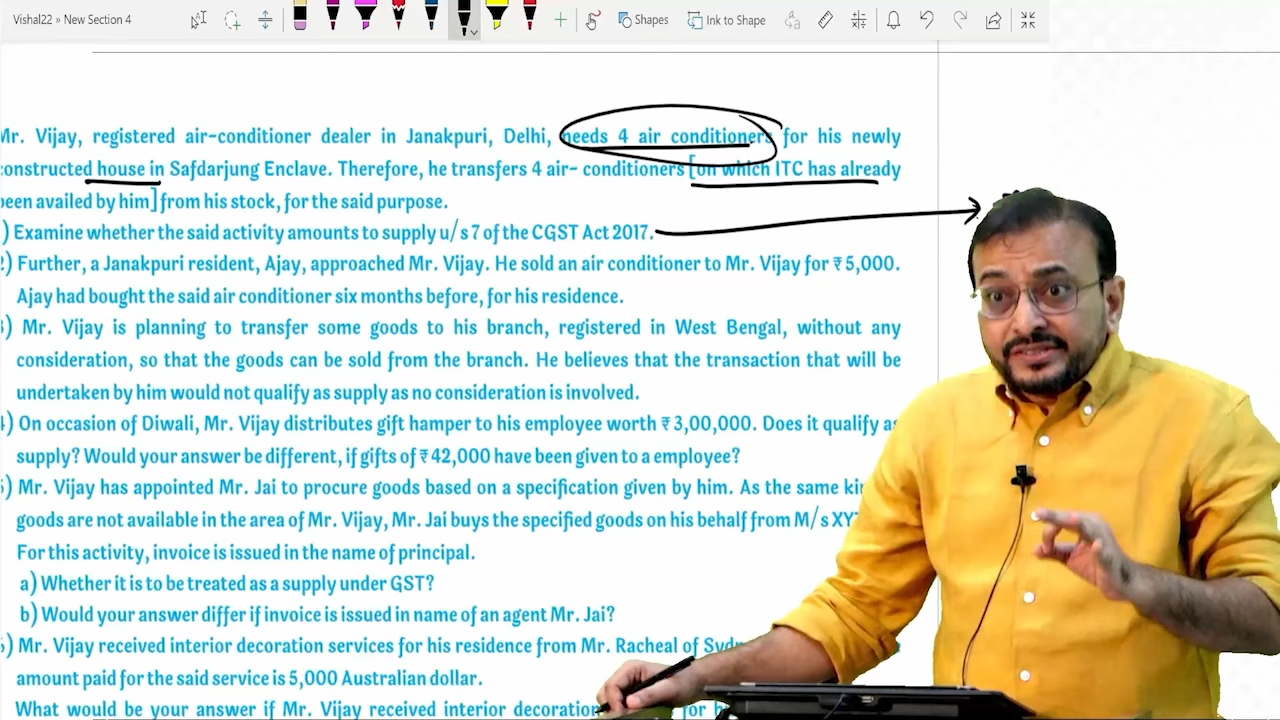 Vishal22 » New Section 4
Shapes
Ink to Shape
Mr. Vijay, registered air-conditioner dealer in Janakpuri, Delhi, needs 4 air conditioners for his newly
constructed house in Safdarjung Enclave. Therefore, he transfers 4 air- conditioners [on which ITC has already
been availed by him] from his stock, for the said purpose.
) Examine whether the said activity amounts to supply u/s 7 of the CGST Act 2017.
2) Further, a Janakpuri resident, Ajay, approached Mr. Vijay. He sold an air conditioner to Mr. Vijay for ₹ 5,000.
Ajay had bought the said air conditioner six months before, for his residence.
3) Mr. Vijay is planning to transfer some goods to his branch, registered in West Bengal, without any
consideration, so that the goods can be sold from the branch. He believes that the transaction that will be
undertaken by him would not qualify as supply as no consideration is involved.
4) On occasion of Diwali, Mr. Vijay distributes gift hamper to his employee worth ₹ 3,00,000. Does it qualify as
supply? Would your answer be different, if gifts of ₹ 42,000 have been given to a employee?
5) Mr. Vijay has appointed Mr. Jai to procure goods based on a specification given by him. As the same
goods are not available in the area of Mr. Vijay, Mr. Jai buys the specified goods on his behalf from M/s
For this activity, invoice is issued in the name of principal.
a) Whether it is to be treated as a supply under GST?
b) Would your answer differ if invoice is issued in name of an agent Mr. Jai?
6) Mr. Vijay received interior decoration services for his residence from Mr. Racheal of
amount paid for the said service is 5,000 Australian dollar.
What would be your answer if Mr. Vijay received interior decoration for